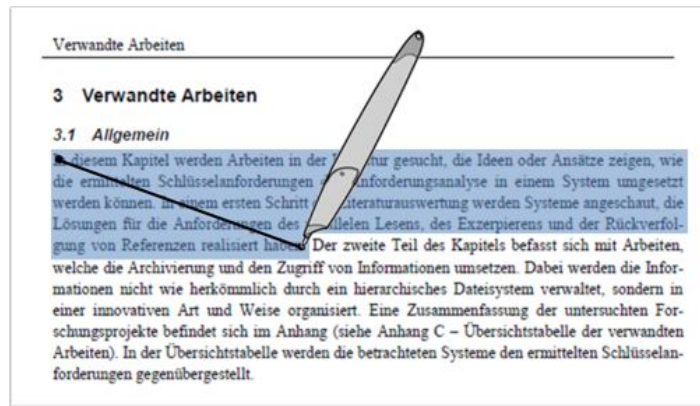 Verwandte Arbeiten
3 Verwandte Arbeiten
3.1 Allgemein
diesem Kapitel werden Arbeiten in der gesucht, die Ideen oder Ansätze zeigen, wie
die ermittelten Schlüsselanforderungen in einem System umgesetzt
werden können. In einem ersten Schritt werden Systeme angeschaut, die
Lösungen für die Anforderungen des Lesens, des Exzerpierens und der Rückverfol-
gung von Referenzen realisiert Der zweite Teil des Kapitels befasst sich mit Arbeiten,
welche die Archivierung und den Zugriff von Informationen umsetzen. Dabei werden die Infor-
mationen nicht wie herkömmlich durch ein hierarchisches Dateisystem verwaltet, sondern in
einer innovativen Art und Weise organisiert. Eine Zusammenfassung der untersuchten For-
schungsprojekte befindet sich im Anhang (siehe Anhang C – Übersichtstabelle der verwandten
Arbeiten). In der Übersichtstabelle werden die betrachteten Systeme den ermittelten Schlüsselan-
forderungen gegenübergestellt.